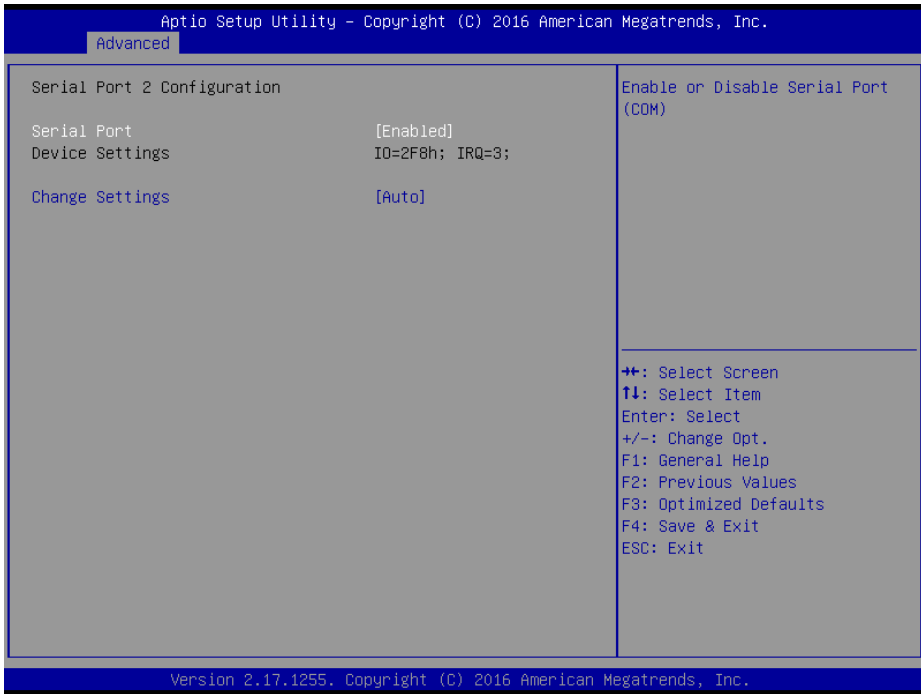 Aptio Setup Utility – Copyright (C) 2016 American Megatrends, Inc.
Advanced
Serial Port 2 Configuration
Serial Port [Enabled]
Device Settings IO=2F8h; IRQ=3;
Change Settings [Auto]
Enable or Disable Serial Port
(COM)
→←: Select Screen
↑↓: Select Item
Enter: Select
+/-: Change Opt.
F1: General Help
F2: Previous Values
F3: Optimized Defaults
F4: Save & Exit
ESC: Exit
Version 2.17.1255. Copyright (C) 2016 American Megatrends, Inc.